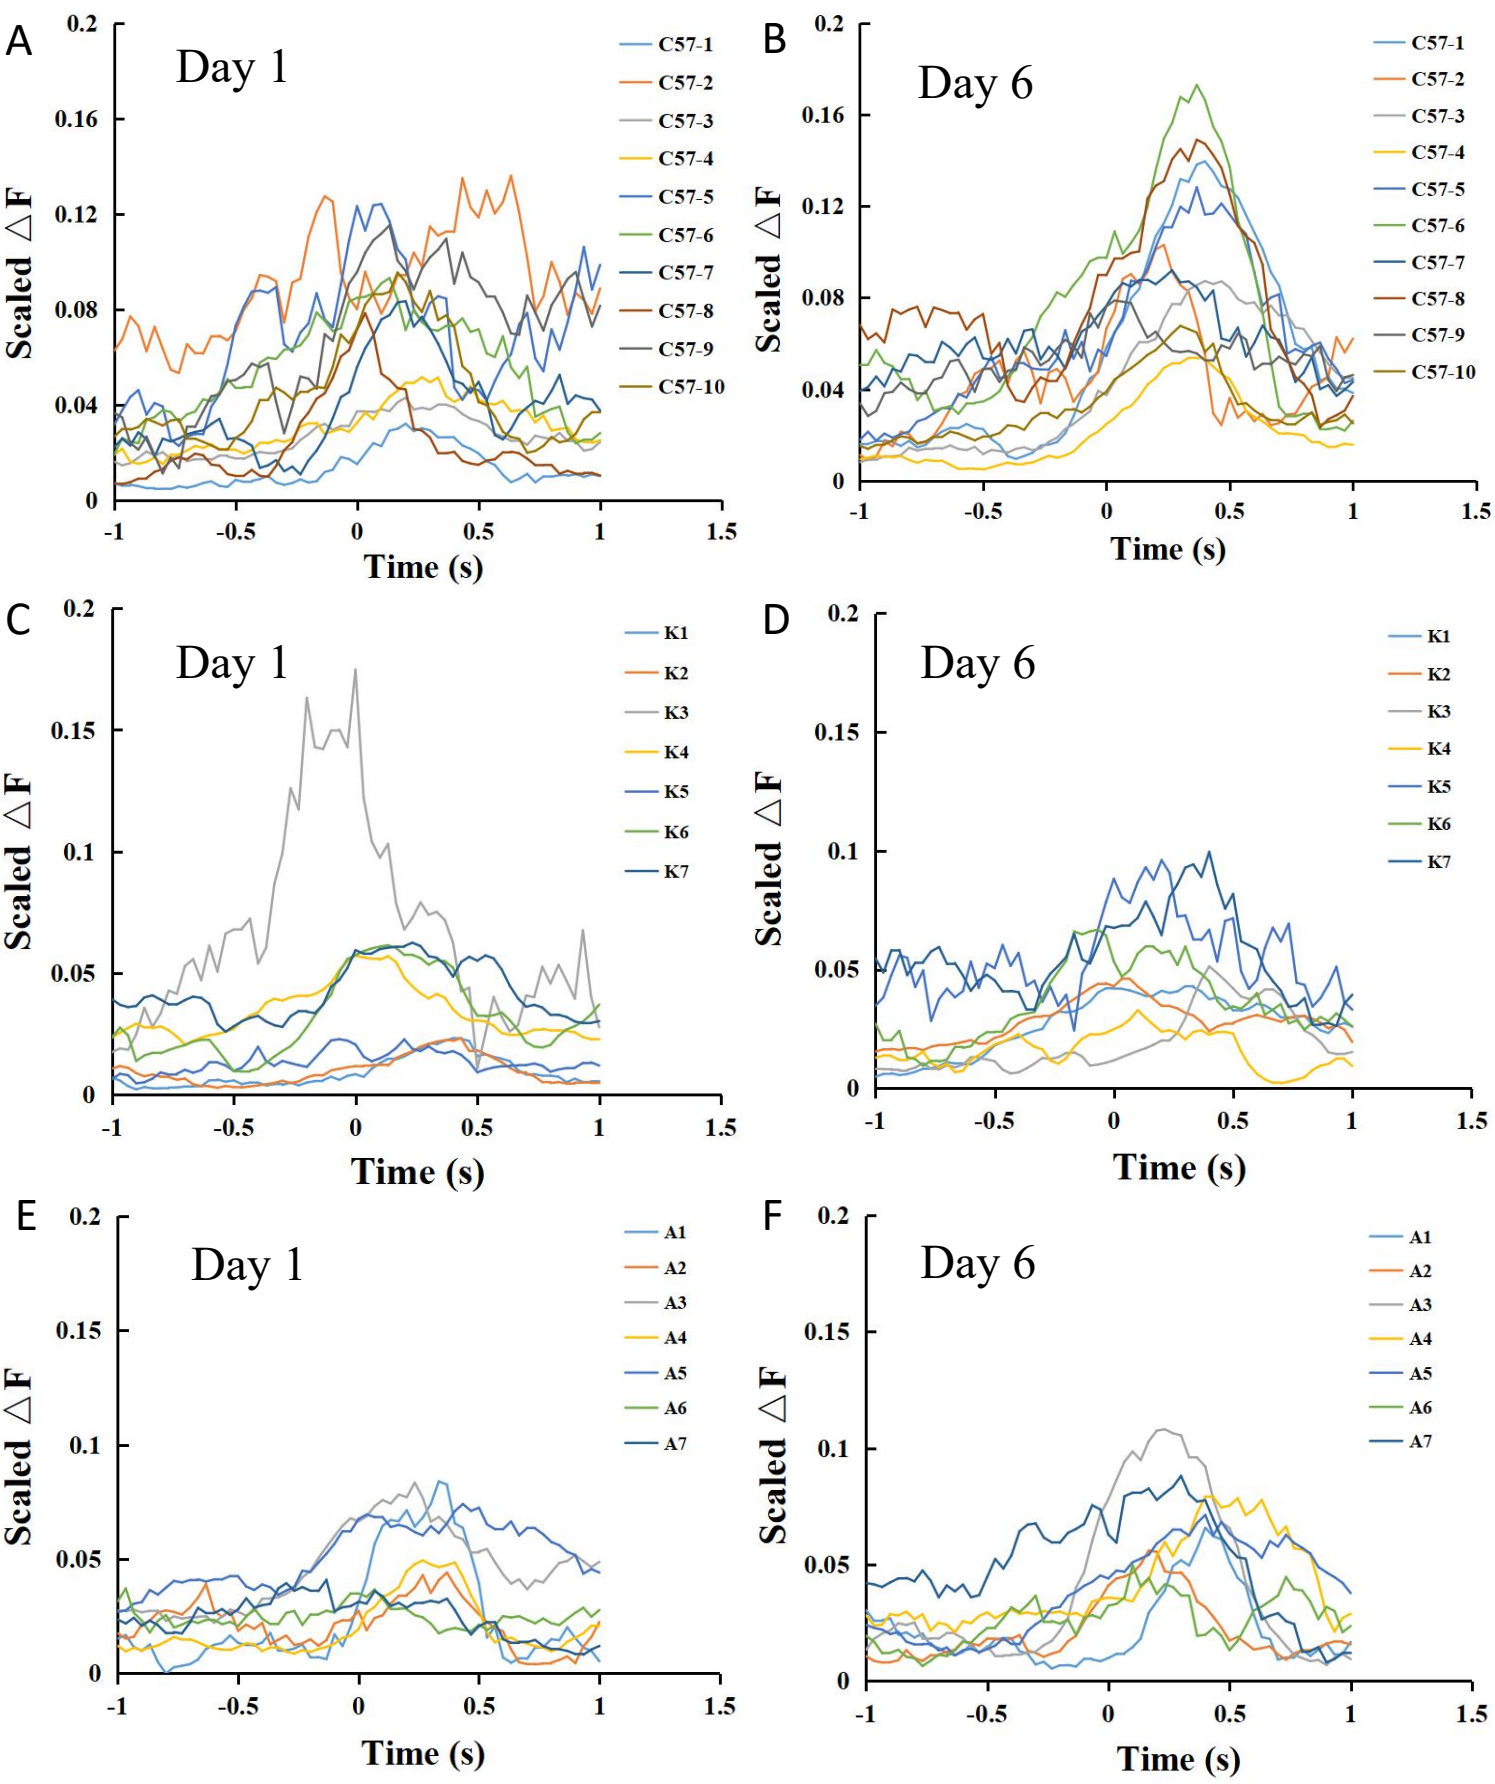 A
Day 1
0.2
0.16
0.12
0.08
0.04
0
Scaled △F
-1 -0.5 0 0.5 1 1.5
Time (s)
C57-1
C57-2
C57-3
C57-4
C57-5
C57-6
C57-7
C57-8
C57-9
C57-10
B
Day 6
0.2
0.16
0.12
0.08
0.04
0
Scaled △F
-1 -0.5 0 0.5 1 1.5
Time (s)
C57-1
C57-2
C57-3
C57-4
C57-5
C57-6
C57-7
C57-8
C57-9
C57-10
C
Day 1
0.2
0.15
0.1
0.05
0
Scaled △F
-1 -0.5 0 0.5 1 1.5
Time (s)
K1
K2
K3
K4
K5
K6
K7
D
Day 6
0.2
0.15
0.1
0.05
0
Scaled △F
-1 -0.5 0 0.5 1 1.5
Time (s)
K1
K2
K3
K4
K5
K6
K7
E
Day 1
0.2
0.15
0.1
0.05
0
Scaled △F
-1 -0.5 0 0.5 1 1.5
Time (s)
A1
A2
A3
A4
A5
A6
A7
F
Day 6
0.2
0.15
0.1
0.05
0
Scaled △F
-1 -0.5 0 0.5 1 1.5
Time (s)
A1
A2
A3
A4
A5
A6
A7